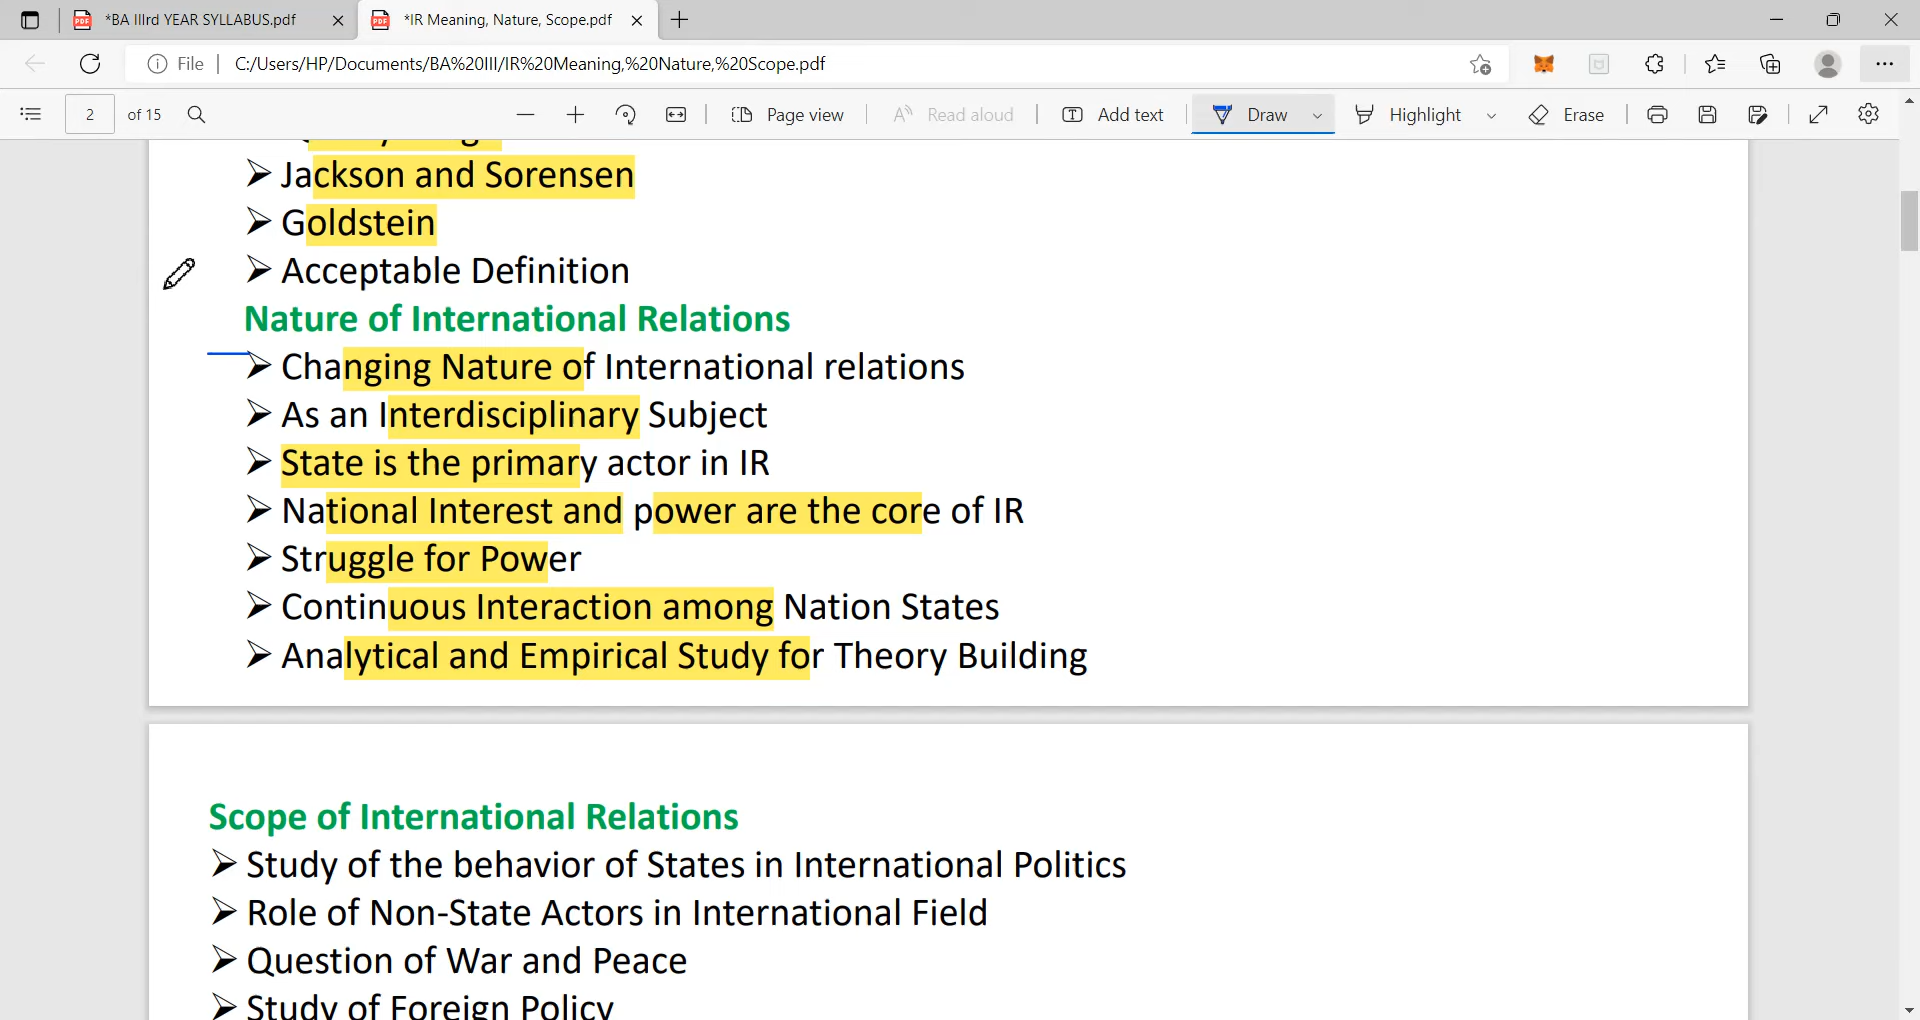 *BA IIIrd YEAR SYLLABUS.pdf
*IR Meaning, Nature, Scope.pdf
File
C:/Users/HP/Documents/BA%20III/IR%20Meaning,%20Nature,%20Scope.pdf
2 of 15
Page view
Read aloud
Add text
Draw
Highlight
Erase
➢ Jackson and Sorensen
➢ Goldstein
➢ Acceptable Definition
Nature of International Relations
➢ Changing Nature of International relations
➢ As an Interdisciplinary Subject
➢ State is the primary actor in IR
➢ National Interest and power are the core of IR
➢ Struggle for Power
➢ Continuous Interaction among Nation States
➢ Analytical and Empirical Study for Theory Building
Scope of International Relations
➢ Study of the behavior of States in International Politics
➢ Role of Non-State Actors in International Field
➢ Question of War and Peace
➢ Study of Foreign Policy